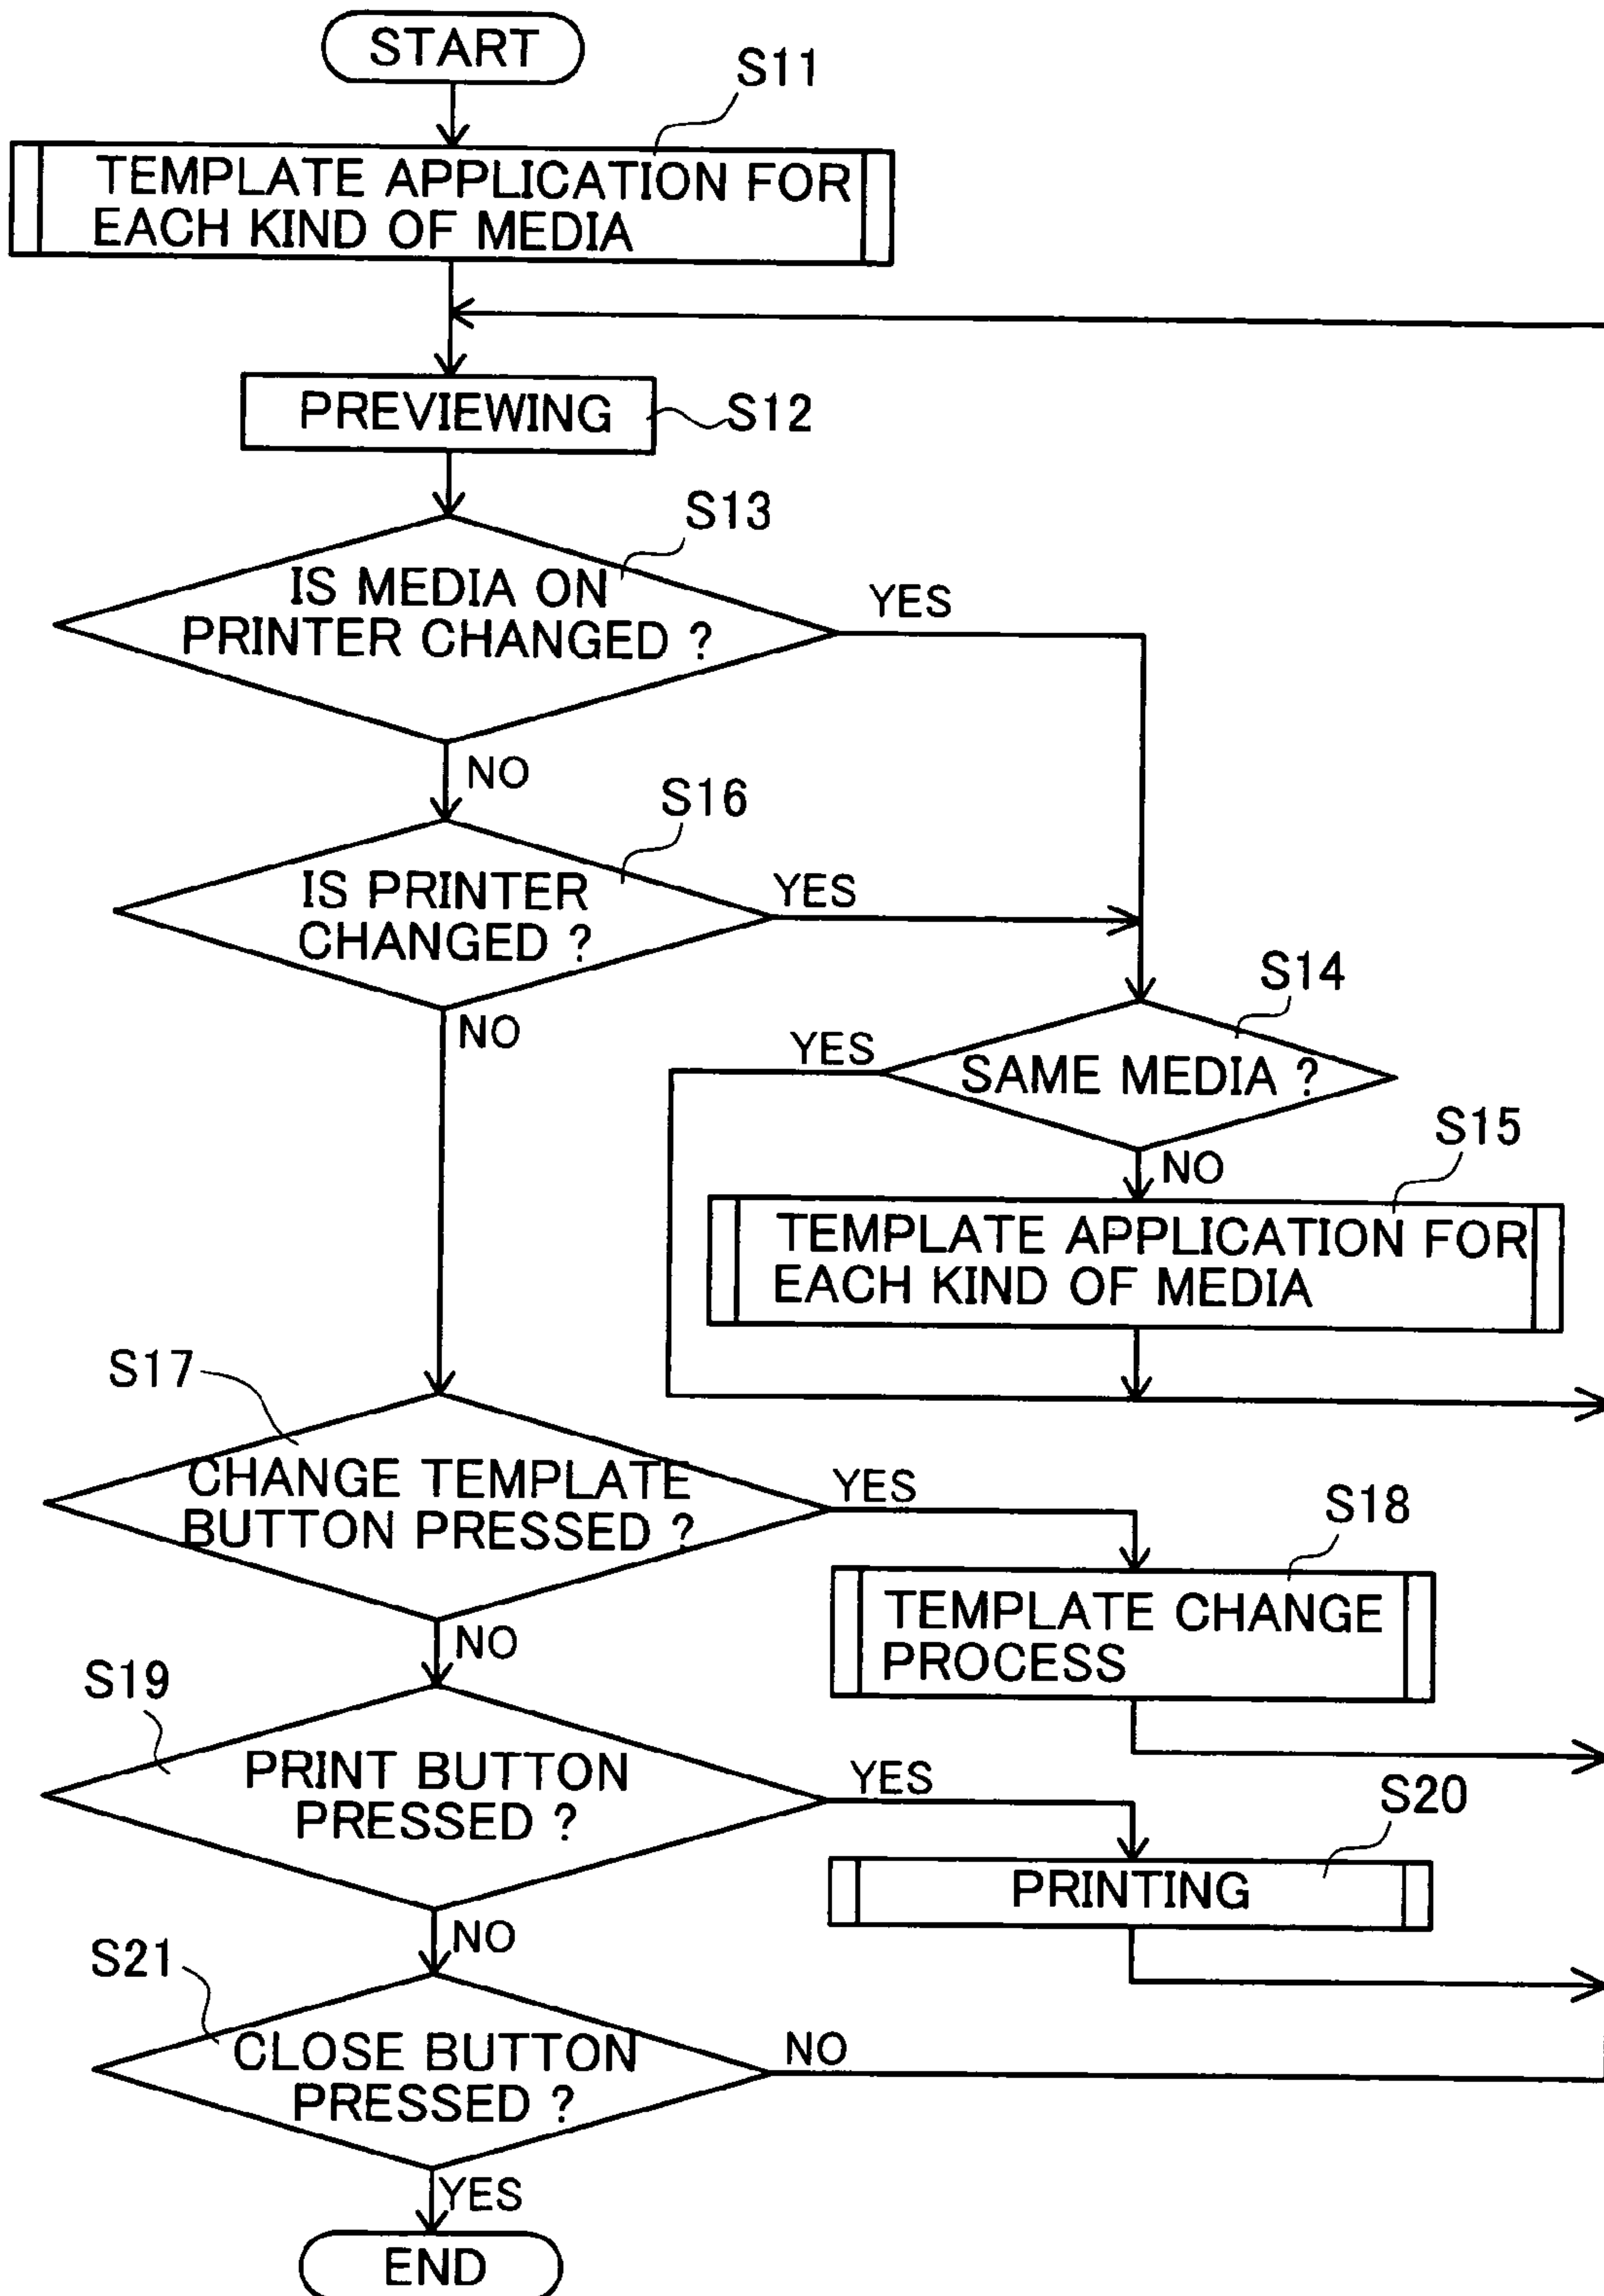 START
S11
TEMPLATE APPLICATION FOR
EACH KIND OF MEDIA
PREVIEWING
S12
S13
IS MEDIA ON
PRINTER CHANGED ?
YES
NO
S16
IS PRINTER
CHANGED ?
YES
NO
S14
YES
SAME MEDIA ?
NO
S15
TEMPLATE APPLICATION FOR
EACH KIND OF MEDIA
S17
CHANGE TEMPLATE
BUTTON PRESSED ?
YES
NO
S18
TEMPLATE CHANGE
PROCESS
S19
PRINT BUTTON
PRESSED ?
YES
NO
S20
PRINTING
S21
CLOSE BUTTON
PRESSED ?
NO
YES
END